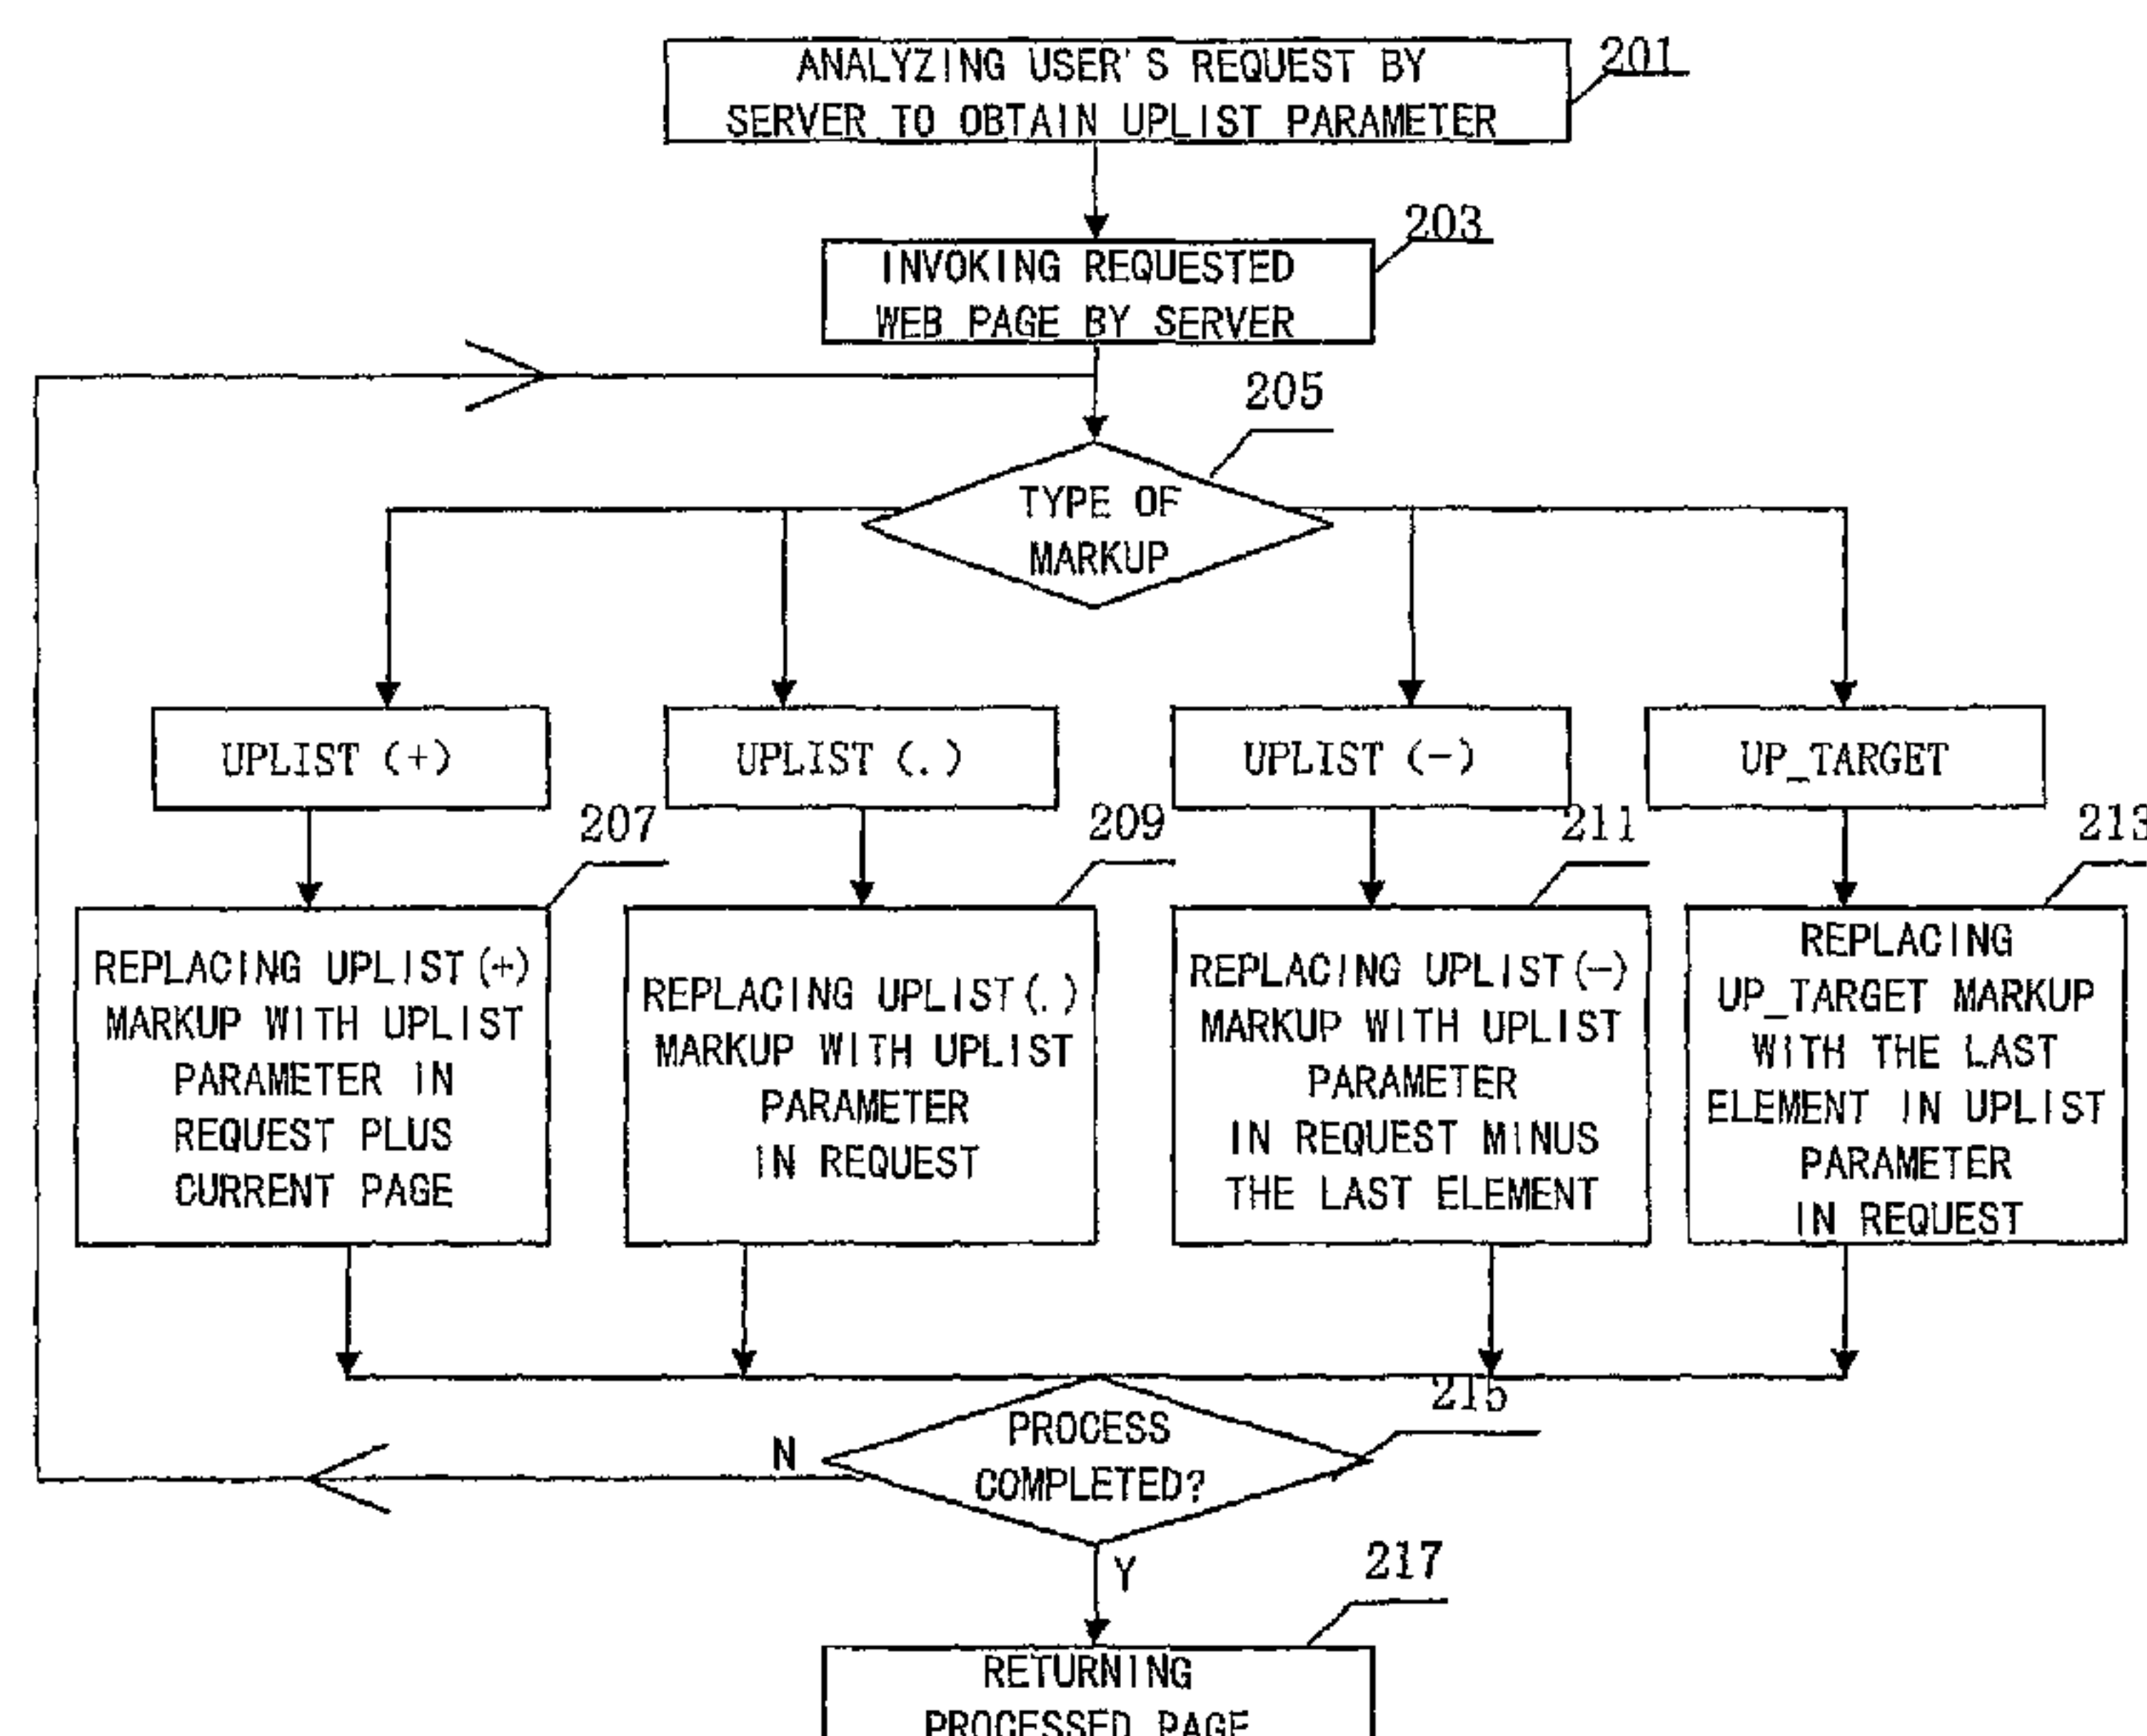 ANALYZING USER'S REQUEST BY
SERVER TO OBTAIN UPLIST PARAMETER
201
INVOKING REQUESTED
WEB PAGE BY SERVER
203
205
TYPE OF
MARKUP
UPLIST (+)
UPLIST (.)
UPLIST (-)
UP_TARGET
207
209
211
213
REPLACING UPLIST(+)
MARKUP WITH UPLIST
PARAMETER IN
REQUEST PLUS
CURRENT PAGE
REPLACING UPLIST(.)
MARKUP WITH UPLIST
PARAMETER
IN REQUEST
REPLACING UPLIST(-)
MARKUP WITH UPLIST
PARAMETER
IN REQUEST MINUS
THE LAST ELEMENT
REPLACING
UP_TARGET MARKUP
WITH THE LAST
ELEMENT IN UPLIST
PARAMETER
IN REQUEST
215
N
PROCESS
COMPLETED?
Y
217
RETURNING
PROCESSED PAGE